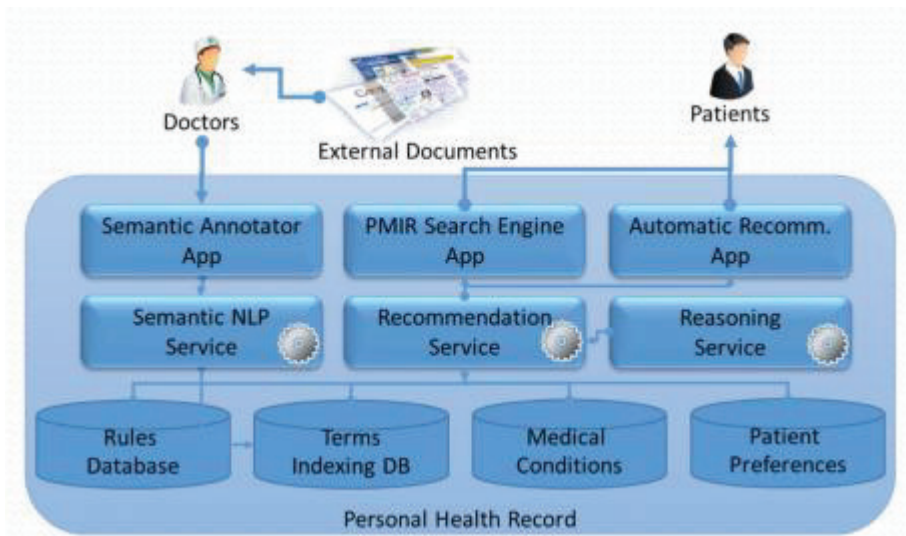 Doctors
External Documents
Patients
Semantic Annotator
App
PMIR Search Engine
App
Automatic Recomm.
App
Semantic NLP
Service
Recommendation
Service
Reasoning
Service
Rules
Database
Terms
Indexing DB
Medical
Conditions
Patient
Preferences
Personal Health Record